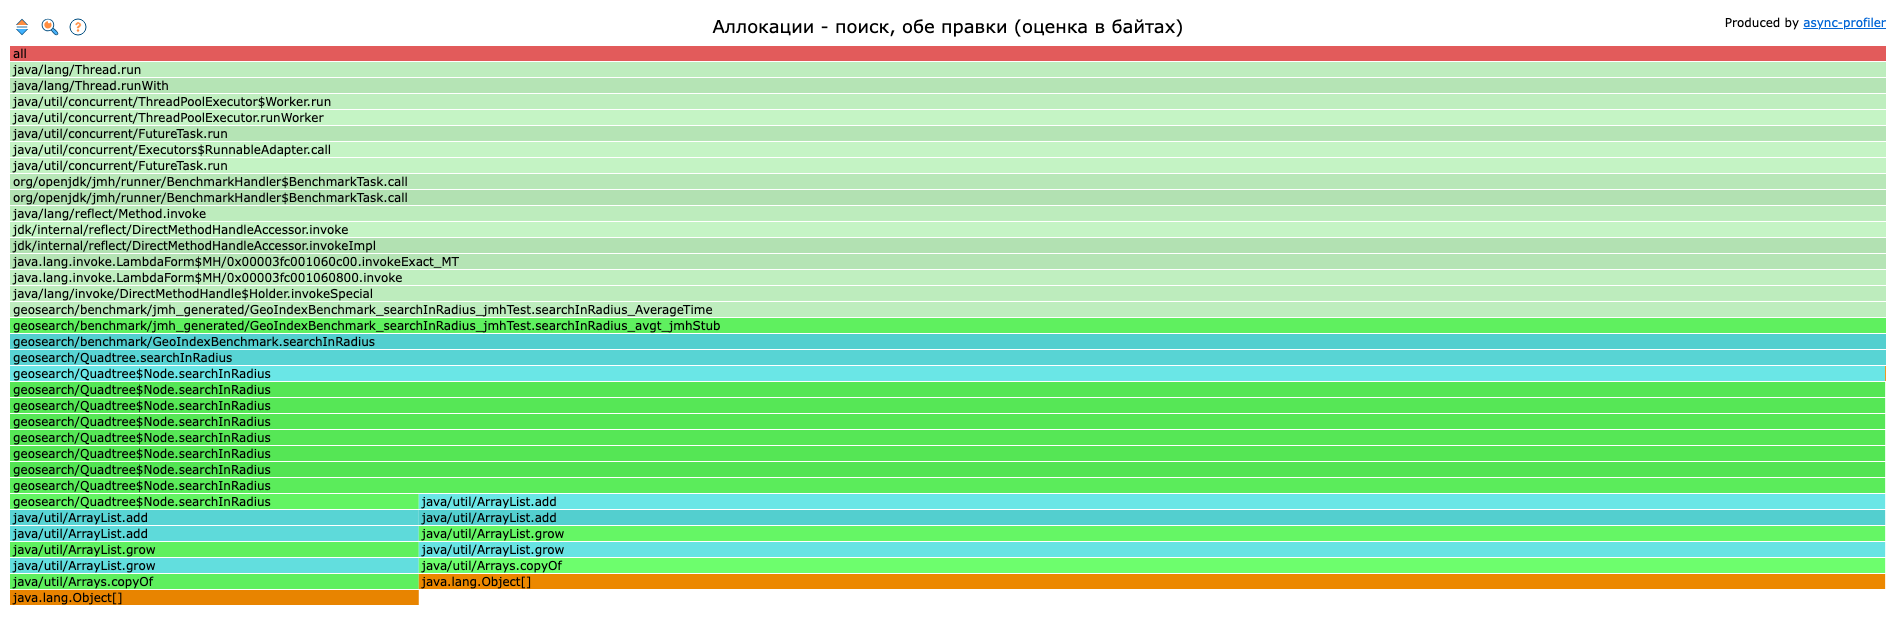 Аллокации - поиск, обе правки (оценка в байтах)
Produced by async-profiler
all
java/lang/Thread.run
java/lang/Thread.runWith
java/util/concurrent/ThreadPoolExecutor$Worker.run
java/util/concurrent/ThreadPoolExecutor.runWorker
java/util/concurrent/FutureTask.run
java/util/concurrent/Executors$RunnableAdapter.call
java/util/concurrent/FutureTask.run
org/openjdk/jmh/runner/BenchmarkHandler$BenchmarkTask.call
org/openjdk/jmh/runner/BenchmarkHandler$BenchmarkTask.call
java/lang/reflect/Method.invoke
jdk/internal/reflect/DirectMethodHandleAccessor.invoke
jdk/internal/reflect/DirectMethodHandleAccessor.invokeImpl
java.lang.invoke.LambdaForm$MH/0x00003fc001060c00.invokeExact_MT
java.lang.invoke.LambdaForm$MH/0x00003fc001060800.invoke
java/lang/invoke/DirectMethodHandle$Holder.invokeSpecial
geosearch/benchmark/jmh_generated/GeoIndexBenchmark_searchInRadius_jmhTest.searchInRadius_AverageTime
geosearch/benchmark/jmh_generated/GeoIndexBenchmark_searchInRadius_jmhTest.searchInRadius_avgt_jmhStub
geosearch/benchmark/GeoIndexBenchmark.searchInRadius
geosearch/Quadtree.searchInRadius
geosearch/Quadtree$Node.searchInRadius
geosearch/Quadtree$Node.searchInRadius
geosearch/Quadtree$Node.searchInRadius
geosearch/Quadtree$Node.searchInRadius
geosearch/Quadtree$Node.searchInRadius
geosearch/Quadtree$Node.searchInRadius
geosearch/Quadtree$Node.searchInRadius
geosearch/Quadtree$Node.searchInRadius
geosearch/Quadtree$Node.searchInRadius java/util/ArrayList.add
java/util/ArrayList.add java/util/ArrayList.add
java/util/ArrayList.add java/util/ArrayList.grow
java/util/ArrayList.grow java/util/ArrayList.grow
java/util/ArrayList.grow java/util/Arrays.copyOf
java/util/Arrays.copyOf java.lang.Object[]
java.lang.Object[]